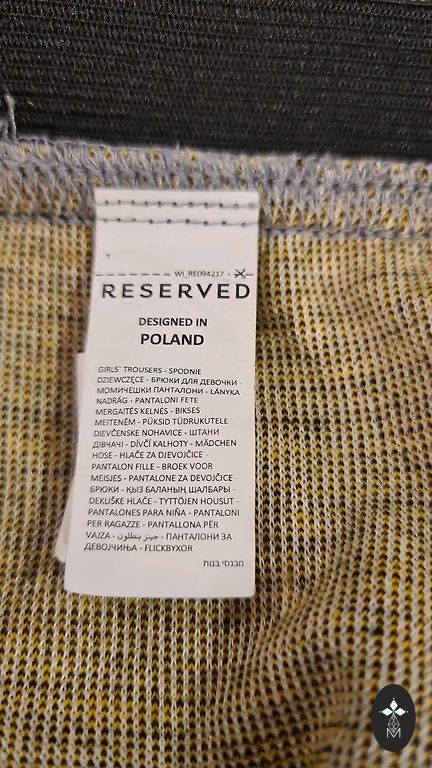 WI_RE094217
RESERVED
DESIGNED IN
POLAND
GIRLS` TROUSERS - SPODNIE
DZIEWCZĘCE - БРЮКИ ДЛЯ ДЕВОЧКИ -
МОМИЧЕШКИ ПАНТАЛОНИ - LÁNYKA
NADRÁG - PANTALONI FETE -
MERGAITĖS KELNĖS - BIKSES
MEITENĒM - PÜKSID TÜDRUKUTELE -
DIEVČENSKE NOHAVICE - ШТАНИ
ДІВЧАЧІ - DÍVČÍ KALHOTY - MÄDCHEN
HOSE - HLAČE ZA DJEVOJČICE -
PANTALON FILLE - BROEK VOOR
MEISJES - PANTALONE ZA DEVOJČICE -
БРЮКИ - ҚЫЗ БАЛАНЫҢ ШАЛБАРЫ -
DEKLIŠKE HLAČE - TYTTÖJEN HOUSUT -
PANTALONES PARA NIÑA - PANTALONI
PER RAGAZZE - PANTALLONA PËR
VAJZA - جينز بنطلون - ПАНТАЛОНИ ЗА
ДЕВОЈЧИЊА - FLICKBYXOR
מכנסי בנות
M